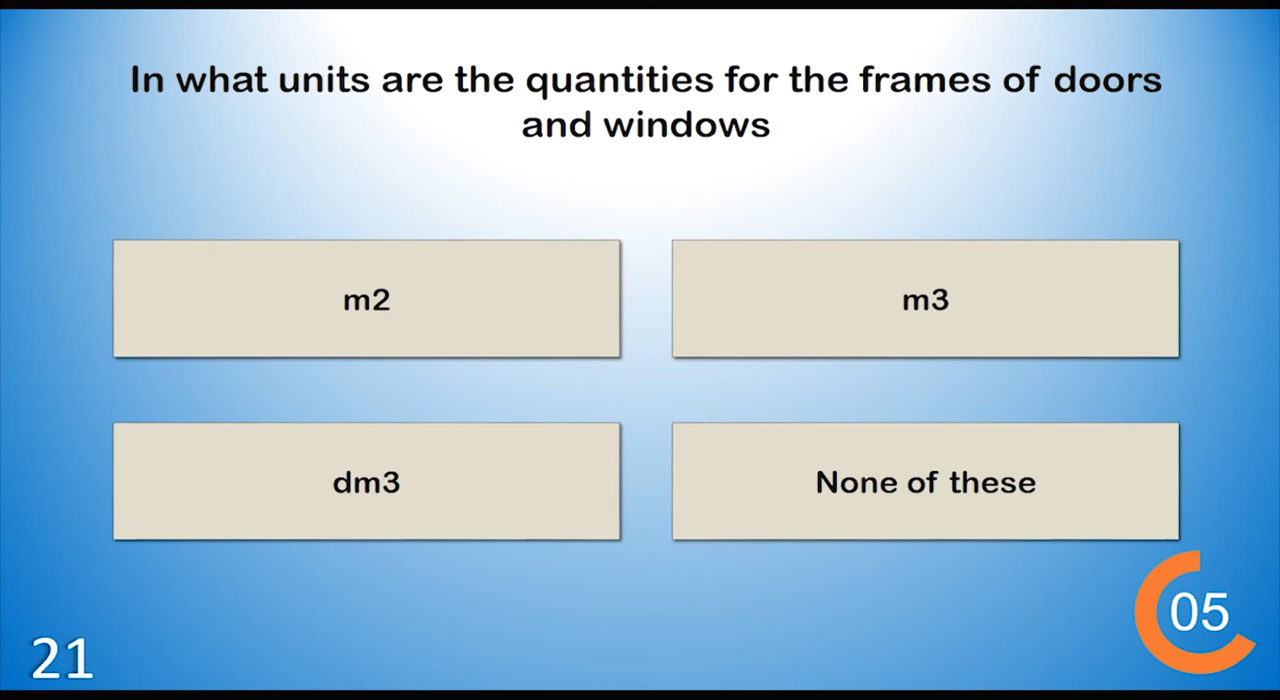 In what units are the quantities for the frames of doors
and windows
m2
m3
dm3
None of these
05
21